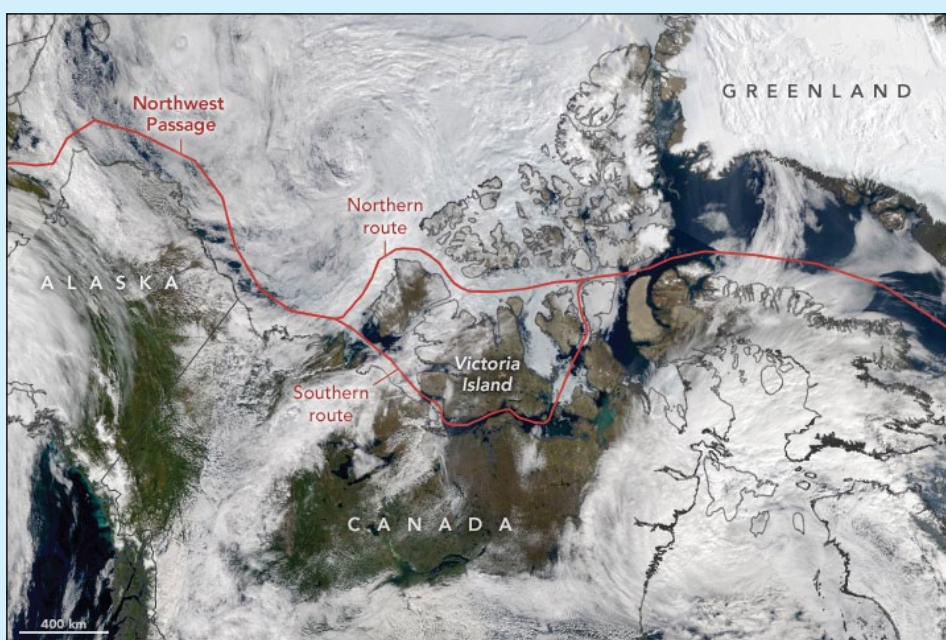 GREENLAND
Northwest
Passage
Northern
route
ALASKA
Victoria
Island
Southern
route
CANADA
400 km